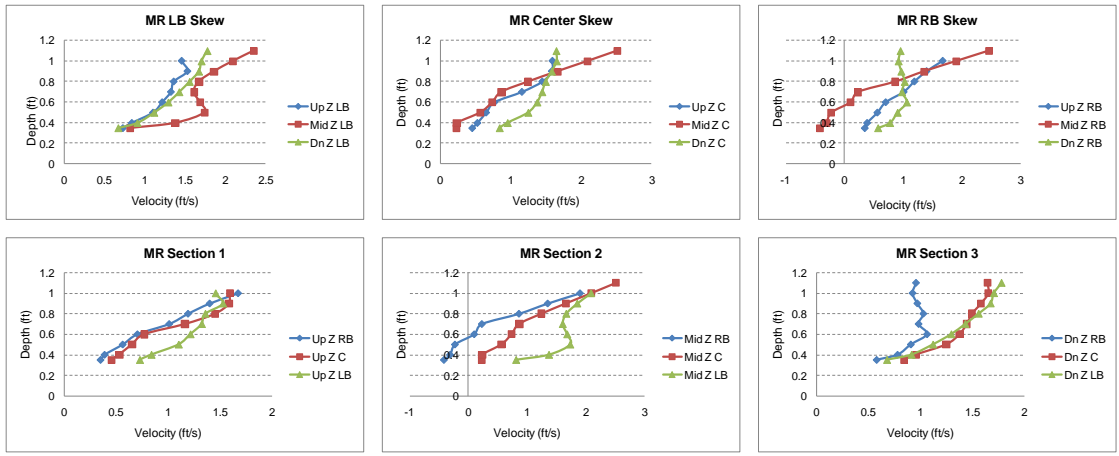 MR LB Skew
1.2
1
0.8
0.6
0.4
0.2
0
Depth (ft)
0 0.5 1 1.5 2 2.5
Velocity (ft/s)
Up Z LB
Mid Z LB
Dn Z LB
MR Center Skew
1.2
1
0.8
0.6
0.4
0.2
0
Depth (ft)
0 1 2 3
Velocity (ft/s)
Up Z C
Mid Z C
Dn Z C
MR RB Skew
1.2
1
0.8
0.6
0.4
0.2
0
Depth (ft)
-1 0 1 2 3
Velocity (ft/s)
Up Z RB
Mid Z RB
Dn Z RB
MR Section 1
1.2
1
0.8
0.6
0.4
0.2
0
Depth (ft)
0 0.5 1 1.5 2
Velocity (ft/s)
Up Z RB
Up Z C
Up Z LB
MR Section 2
1.2
1
0.8
0.6
0.4
0.2
0
Depth (ft)
-1 0 1 2 3
Velocity (ft/s)
Mid Z RB
Mid Z C
Mid Z LB
MR Section 3
1.2
1
0.8
0.6
0.4
0.2
0
Depth (ft)
0 0.5 1 1.5 2
Velocity (ft/s)
Dn Z RB
Dn Z C
Dn Z LB